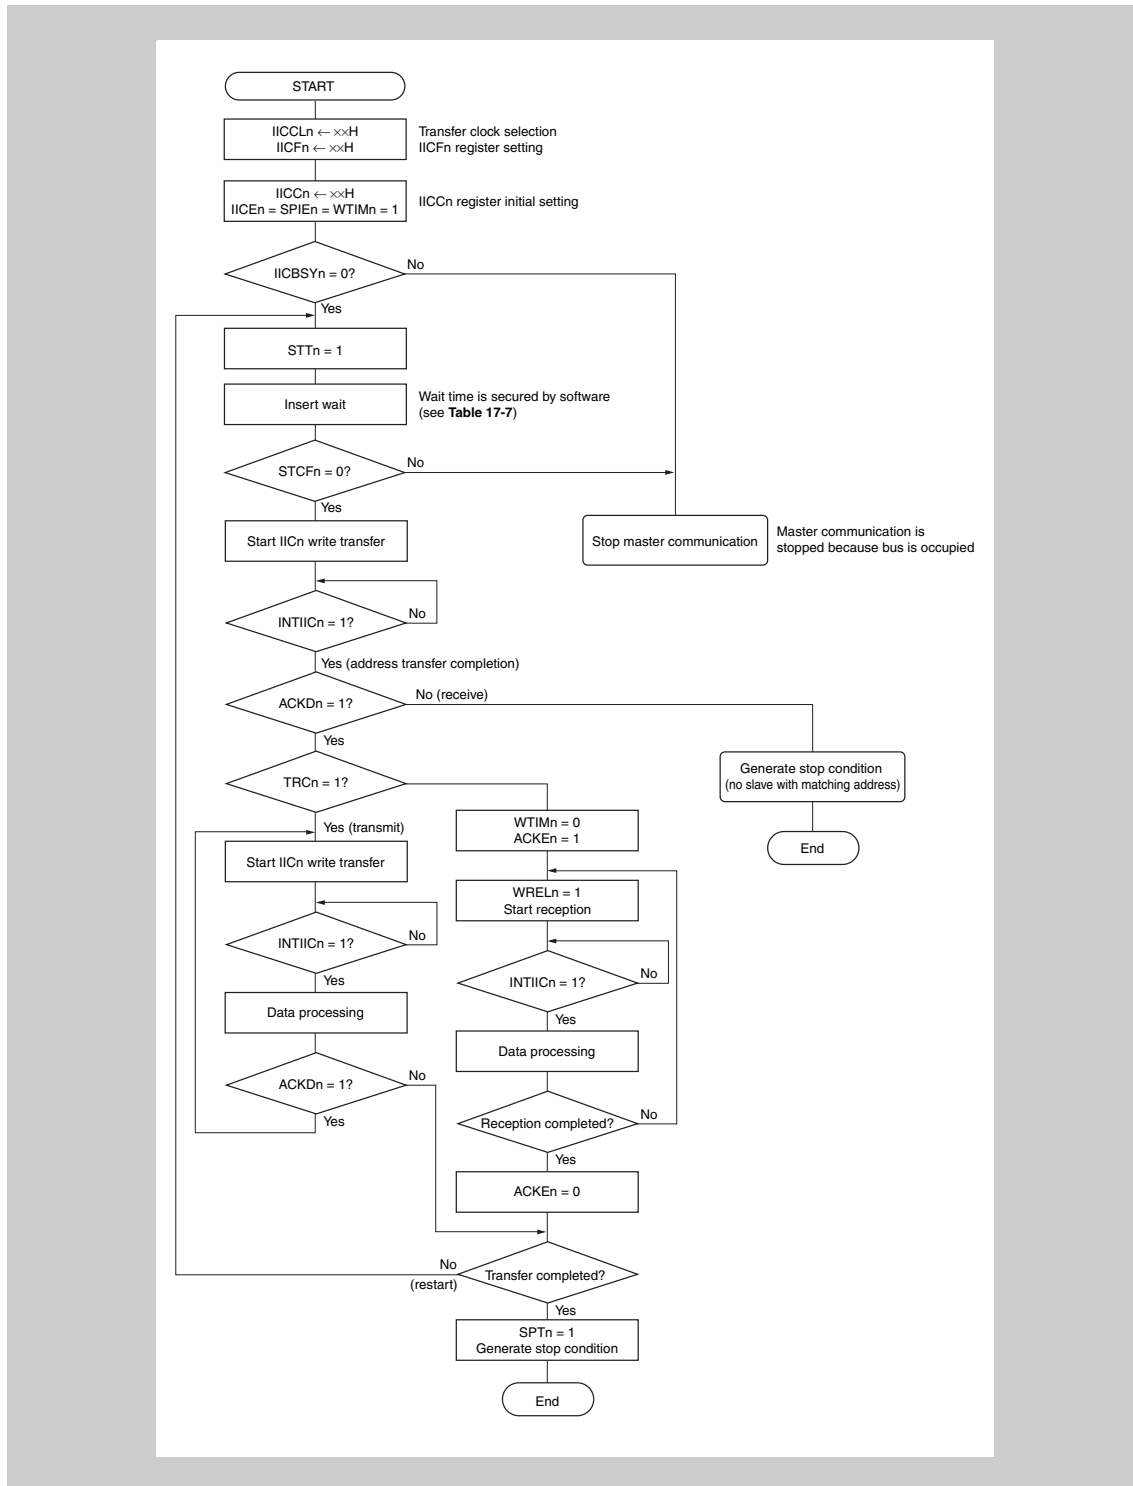 START
IICCLn ← ××H
IICFn ← ××H
Transfer clock selection
IICFn register setting
IICCn ← ××H
IICEn = SPIEn = WTIMn = 1
IICCn register initial setting
IICBSYn = 0?
No
Yes
STTn = 1
Insert wait
Wait time is secured by software
(see Table 17-7)
STCFn = 0?
No
Yes
Start IICn write transfer
Stop master communication
Master communication is
stopped because bus is occupied
INTIICn = 1?
No
Yes (address transfer completion)
ACKDn = 1?
No (receive)
Yes
Generate stop condition
(no slave with matching address)
End
TRCn = 1?
Yes (transmit)
WTIMn = 0
ACKEn = 1
Start IICn write transfer
WRELn = 1
Start reception
INTIICn = 1?
No
Yes
INTIICn = 1?
No
Yes
Data processing
Data processing
ACKDn = 1?
No
Yes
Reception completed?
No
Yes
ACKEn = 0
Transfer completed?
No
(restart)
Yes
SPTn = 1
Generate stop condition
End